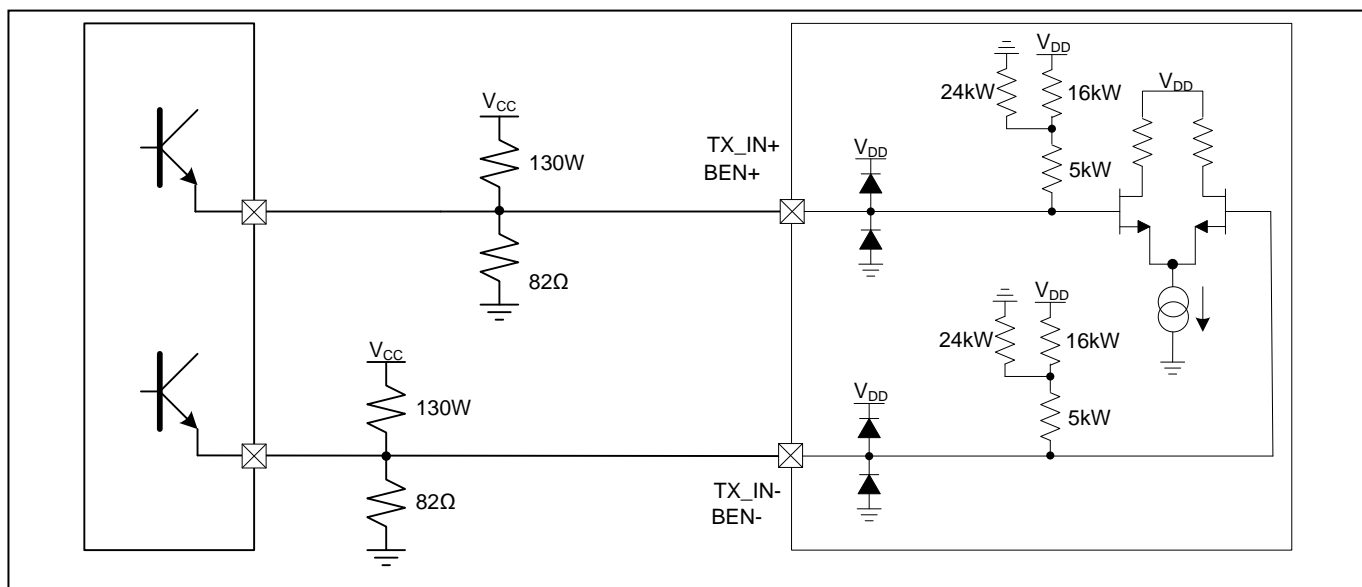 V_CC
130W
82Ω
V_CC
130W
82Ω
TX_IN+
BEN+
TX_IN-
BEN-
V_DD
24kW
16kW
5kW
V_DD
V_DD
V_DD
24kW
16kW
5kW
V_DD